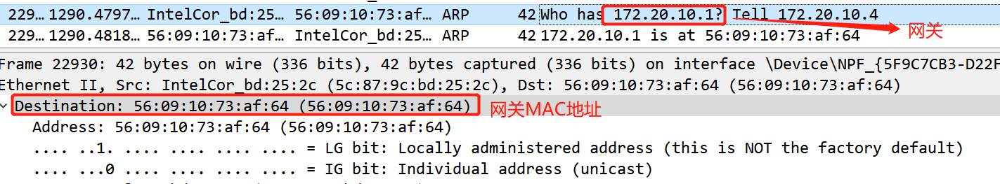 229... 1290.4797... IntelCor_bd:25... 56:09:10:73:af... ARP 42 Who has 172.20.10.1? Tell 172.20.10.4
229... 1290.4818... 56:09:10:73:af... IntelCor_bd:25... ARP 42 172.20.10.1 is at 56:09:10:73:af:64
网关
Frame 22930: 42 bytes on wire (336 bits), 42 bytes captured (336 bits) on interface \Device\NPF_{5F9C7CB3-D22F
Ethernet II, Src: IntelCor_bd:25:2c (5c:87:9c:bd:25:2c), Dst: 56:09:10:73:af:64 (56:09:10:73:af:64)
Destination: 56:09:10:73:af:64 (56:09:10:73:af:64) 网关MAC地址
Address: 56:09:10:73:af:64 (56:09:10:73:af:64)
.... ..1. .... .... .... .... = LG bit: Locally administered address (this is NOT the factory default)
.... ...0 .... .... .... .... = IG bit: Individual address (unicast)